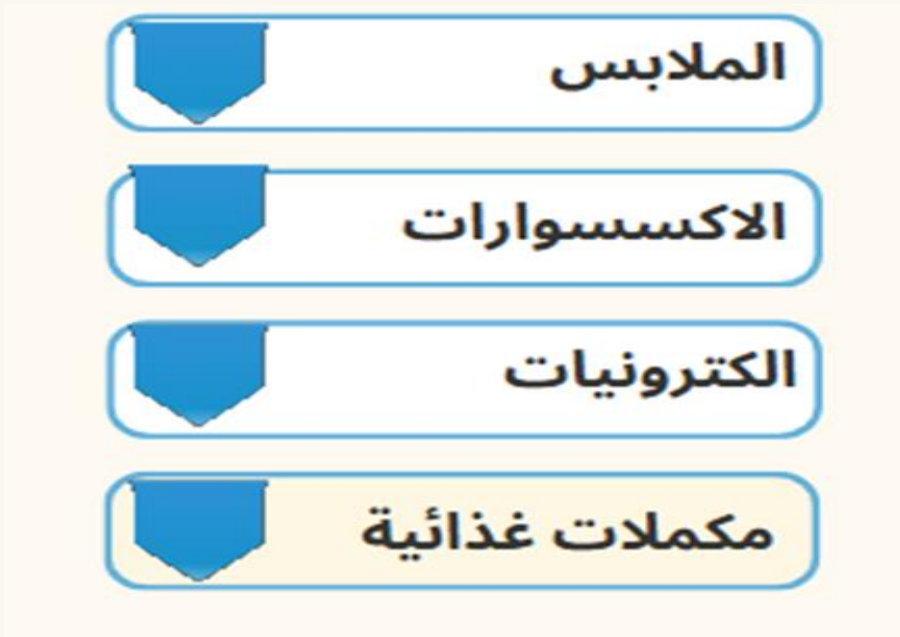 الملابس
الاكسسوارات
الكترونيات
مكملات غذائية